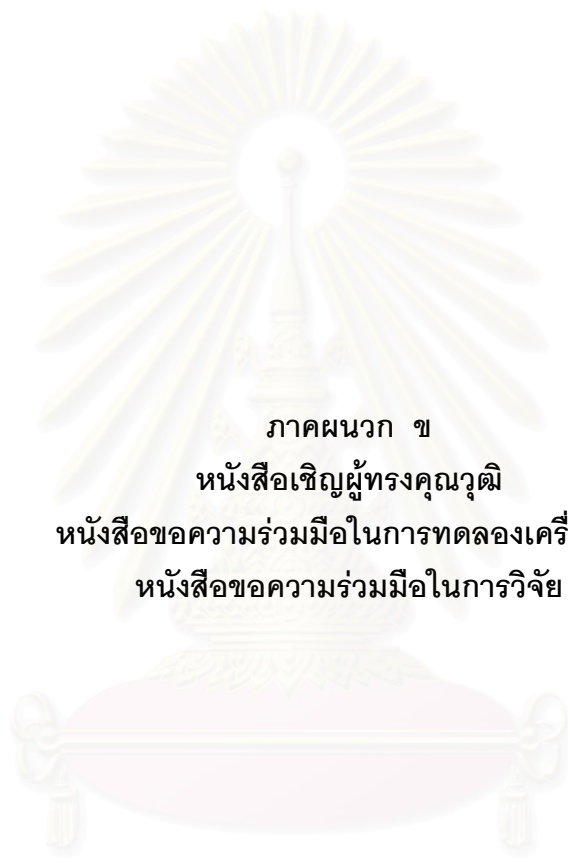 ภาคผนวก ข
หนังสือเชิญผู้ทรงคุณวุฒิ
หนังสือขอความร่วมมือในการทดลอง
หนังสือขอความร่วมมือในการวิจัย